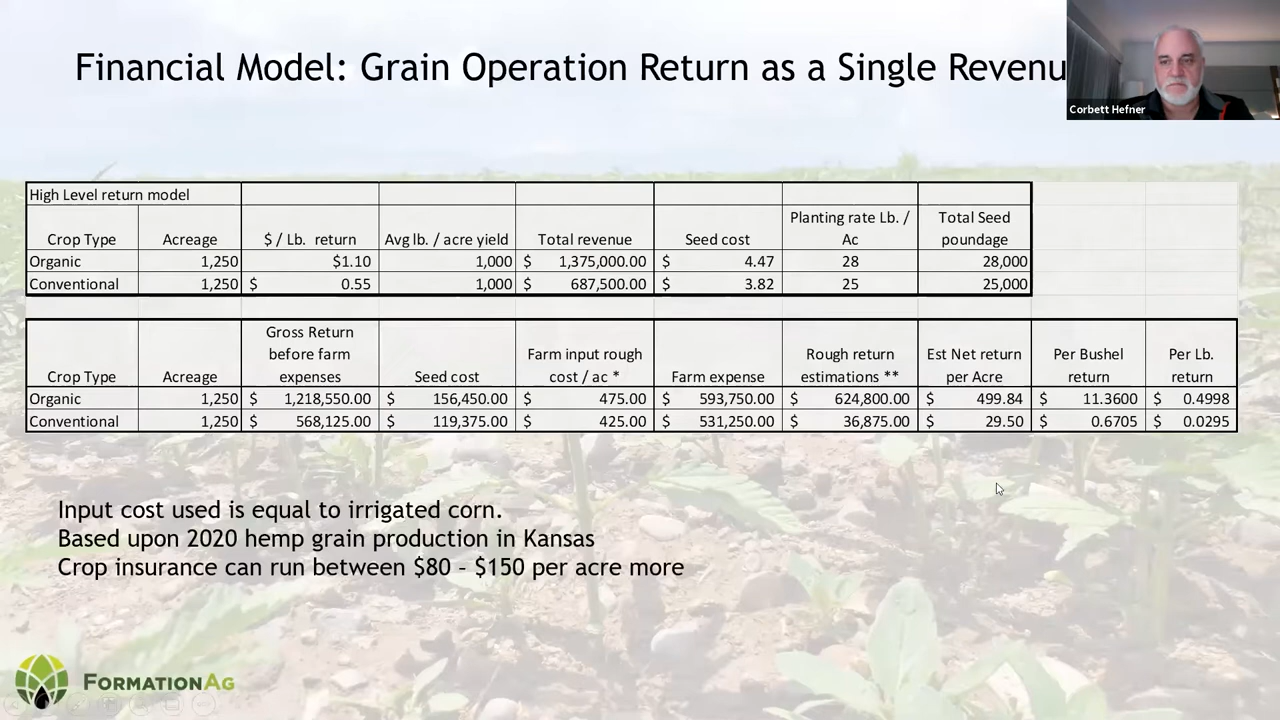 Financial Model: Grain Operation Return as a Single Revenu
Corbett Hefner
High Level return model
Crop Type Acreage $ / Lb. return Avg lb. / acre yield Total revenue Seed cost Planting rate Lb. / Ac Total Seed poundage
Organic 1,250 $1.10 1,000 $ 1,375,000.00 $ 4.47 28 28,000
Conventional 1,250 $ 0.55 1,000 $ 687,500.00 $ 3.82 25 25,000
Crop Type Acreage Gross Return before farm expenses Seed cost Farm input rough cost / ac * Farm expense Rough return estimations ** Est Net return per Acre Per Bushel return Per Lb. return
Organic 1,250 $ 1,218,550.00 $ 156,450.00 $ 475.00 $ 593,750.00 $ 624,800.00 $ 499.84 $ 11.3600 $ 0.4998
Conventional 1,250 $ 568,125.00 $ 119,375.00 $ 425.00 $ 531,250.00 $ 36,875.00 $ 29.50 $ 0.6705 $ 0.0295
Input cost used is equal to irrigated corn.
Based upon 2020 hemp grain production in Kansas
Crop insurance can run between $80 – $150 per acre more
FORMATIONAG